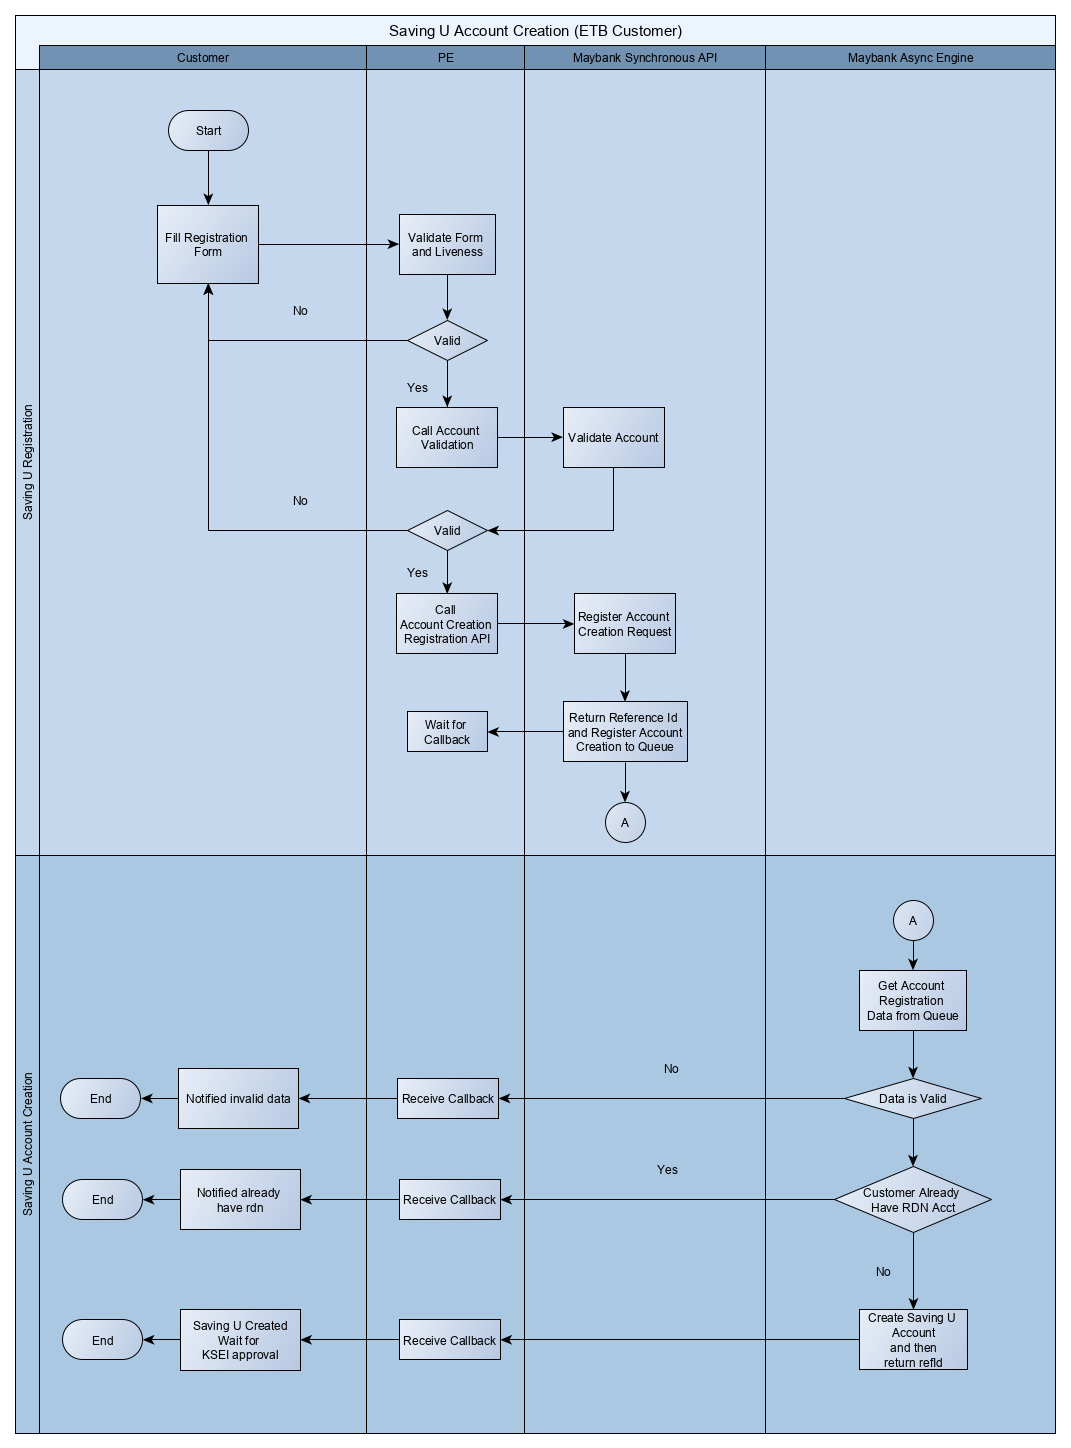 Saving U Account Creation (ETB Customer)
Customer
PE
Maybank Synchronous API
Maybank Async Engine
Saving U Registration
Start
Fill Registration
Form
Validate Form
and Liveness
No
Valid
Yes
Call Account
Validation
Validate Account
No
Valid
Yes
Call
Account Creation
Registration API
Register Account
Creation Request
Wait for
Callback
Return Reference Id
and Register Account
Creation to Queue
A
Saving U Account Creation
A
Get Account
Registration
Data from Queue
No
End
Notified invalid data
Receive Callback
Data is Valid
Yes
End
Notified already
have rdn
Receive Callback
Customer Already
Have RDN Acct
No
End
Saving U Created
Wait for
KSEI approval
Receive Callback
Create Saving U
Account
and then
return refId